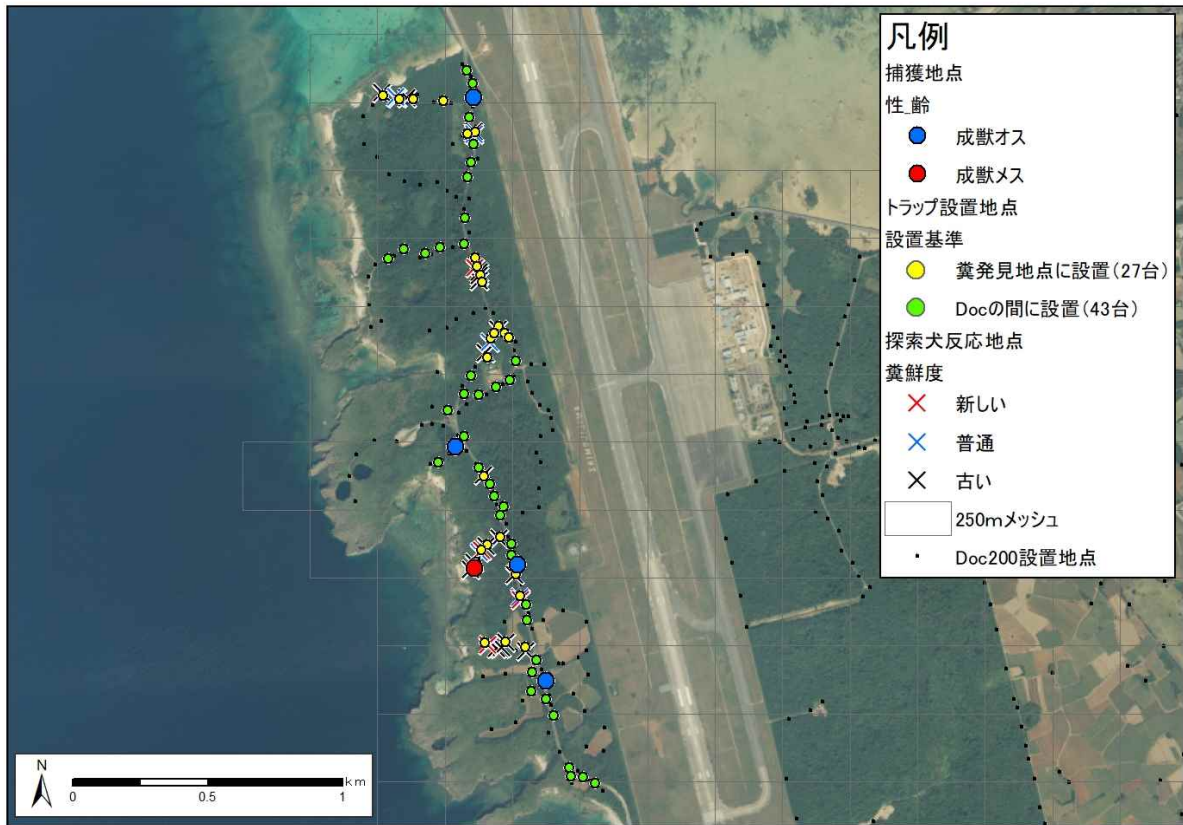 凡例
捕獲地点
性_齢
成獣オス
成獣メス
トラップ設置地点
設置基準
糞発見地点に設置(27台)
Docの間に設置(43台)
探索犬反応地点
糞鮮度
新しい
普通
古い
250mメッシュ
Doc200設置地点
N
km
0 0.5 1